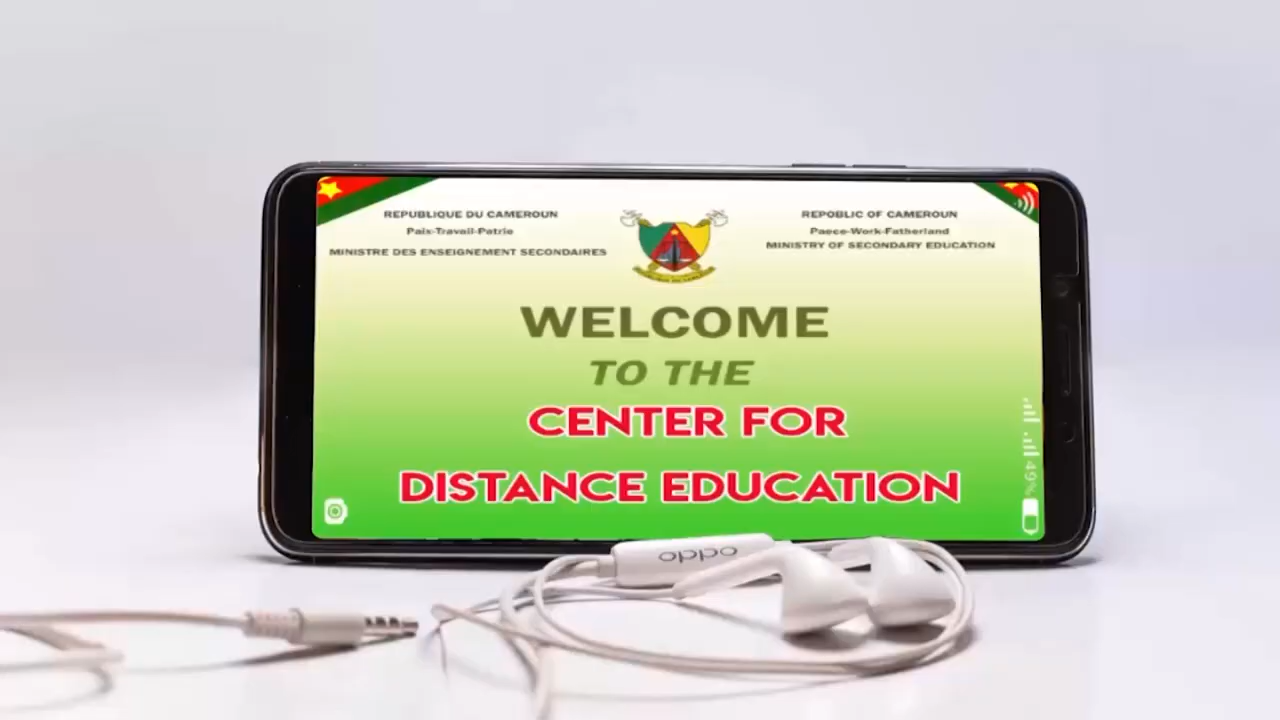 REPUBLIQUE DU CAMEROUN
Paix-Travail-Patrie
MINISTRE DES ENSEIGNEMENT SECONDAIRES
REPOBLIC OF CAMEROUN
Paece-Work-Fatherland
MINISTRY OF SECONDARY EDUCATION
WELCOME
TO THE
CENTER FOR
DISTANCE EDUCATION
49%
oppo